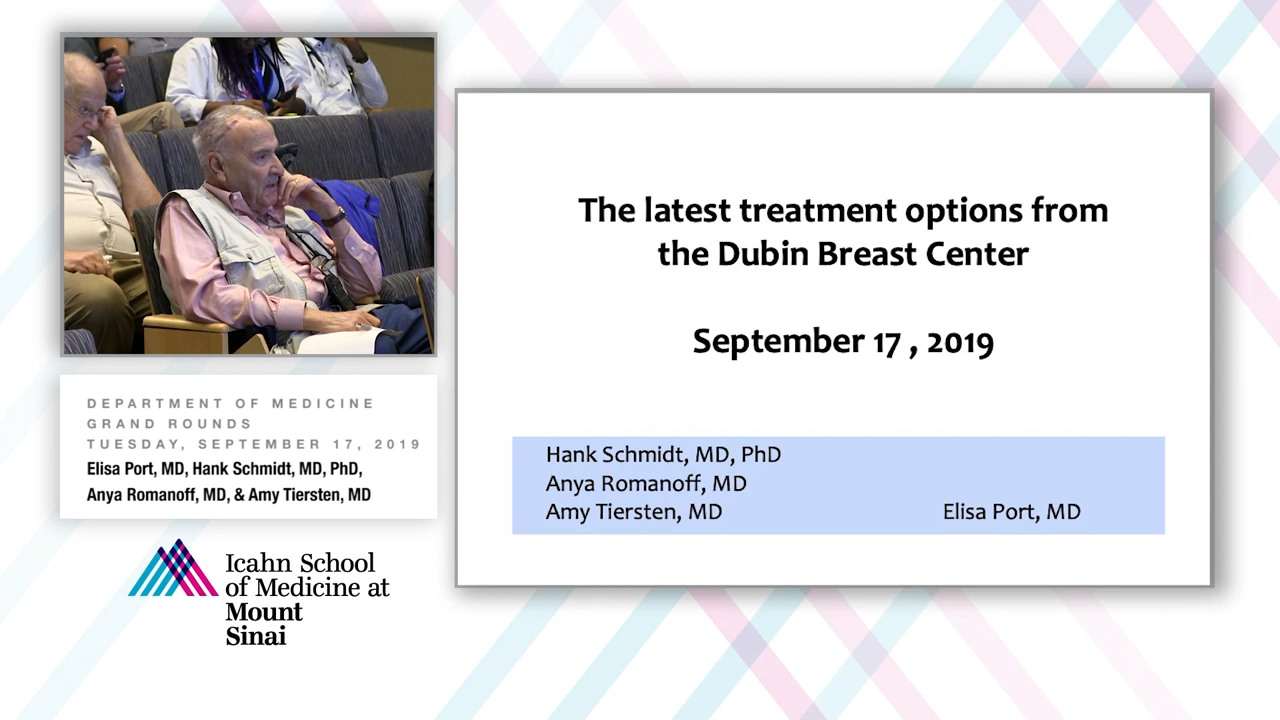 DEPARTMENT OF MEDICINE
GRAND ROUNDS
TUESDAY, SEPTEMBER 17, 2019
Elisa Port, MD, Hank Schmidt, MD, PhD,
Anya Romanoff, MD, & Amy Tiersten, MD
Icahn School
of Medicine at
Mount
Sinai
The latest treatment options from
the Dubin Breast Center
September 17 , 2019
Hank Schmidt, MD, PhD
Anya Romanoff, MD
Amy Tiersten, MD
Elisa Port, MD